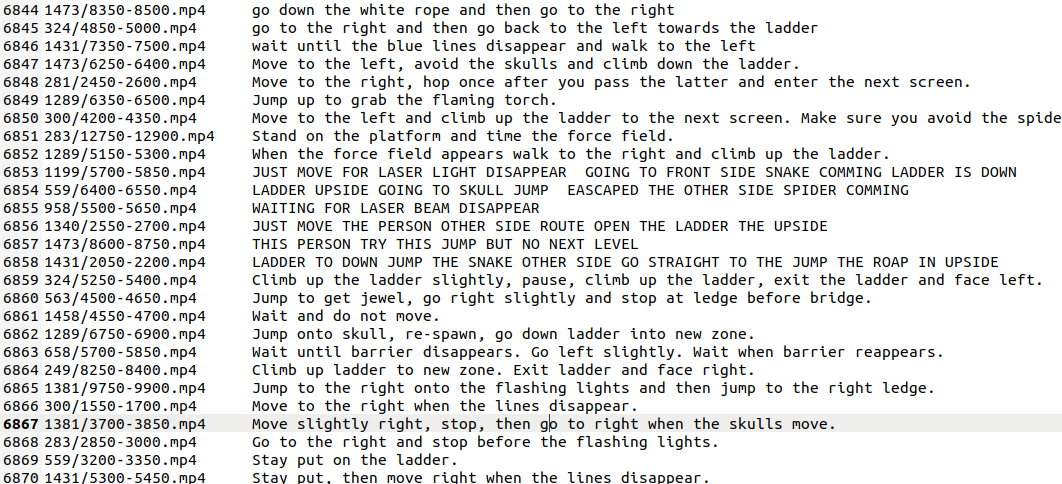 6844 1473/8350-8500.mp4 go down the white rope and then go to the right
6845 324/4850-5000.mp4 go to the right and then go back to the left towards the ladder
6846 1431/7350-7500.mp4 wait until the blue lines disappear and walk to the left
6847 1473/6250-6400.mp4 Move to the left, avoid the skulls and climb down the ladder.
6848 281/2450-2600.mp4 Move to the right, hop once after you pass the latter and enter the next screen.
6849 1289/6350-6500.mp4 Jump up to grab the flaming torch.
6850 300/4200-4350.mp4 Move to the left and climb up the ladder to the next screen. Make sure you avoid the spide
6851 283/12750-12900.mp4 Stand on the platform and time the force field.
6852 1289/5150-5300.mp4 When the force field appears walk to the right and climb up the ladder.
6853 1199/5700-5850.mp4 JUST MOVE FOR LASER LIGHT DISAPPEAR GOING TO FRONT SIDE SNAKE COMMING LADDER IS DOWN
6854 559/6400-6550.mp4 LADDER UPSIDE GOING TO SKULL JUMP EASCAPED THE OTHER SIDE SPIDER COMMING
6855 958/5500-5650.mp4 WAITING FOR LASER BEAM DISAPPEAR
6856 1340/2550-2700.mp4 JUST MOVE THE PERSON OTHER SIDE ROUTE OPEN THE LADDER THE UPSIDE
6857 1473/8600-8750.mp4 THIS PERSON TRY THIS JUMP BUT NO NEXT LEVEL
6858 1431/2050-2200.mp4 LADDER TO DOWN JUMP THE SNAKE OTHER SIDE GO STRAIGHT TO THE JUMP THE ROAP IN UPSIDE
6859 324/5250-5400.mp4 Climb up the ladder slightly, pause, climb up the ladder, exit the ladder and face left.
6860 563/4500-4650.mp4 Jump to get jewel, go right slightly and stop at ledge before bridge.
6861 1458/4550-4700.mp4 Wait and do not move.
6862 1289/6750-6900.mp4 Jump onto skull, re-spawn, go down ladder into new zone.
6863 658/5700-5850.mp4 Wait until barrier disappears. Go left slightly. Wait when barrier reappears.
6864 249/8250-8400.mp4 Climb up ladder to new zone. Exit ladder and face right.
6865 1381/9750-9900.mp4 Jump to the right onto the flashing lights and then jump to the right ledge.
6866 300/1550-1700.mp4 Move to the right when the lines disappear.
6867 1381/3700-3850.mp4 Move slightly right, stop, then go to right when the skulls move.
6868 283/2850-3000.mp4 Go to the right and stop before the flashing lights.
6869 559/3200-3350.mp4 Stay put on the ladder.
6870 1431/5300-5450.mp4 Stay put, then move right when the lines disappear.